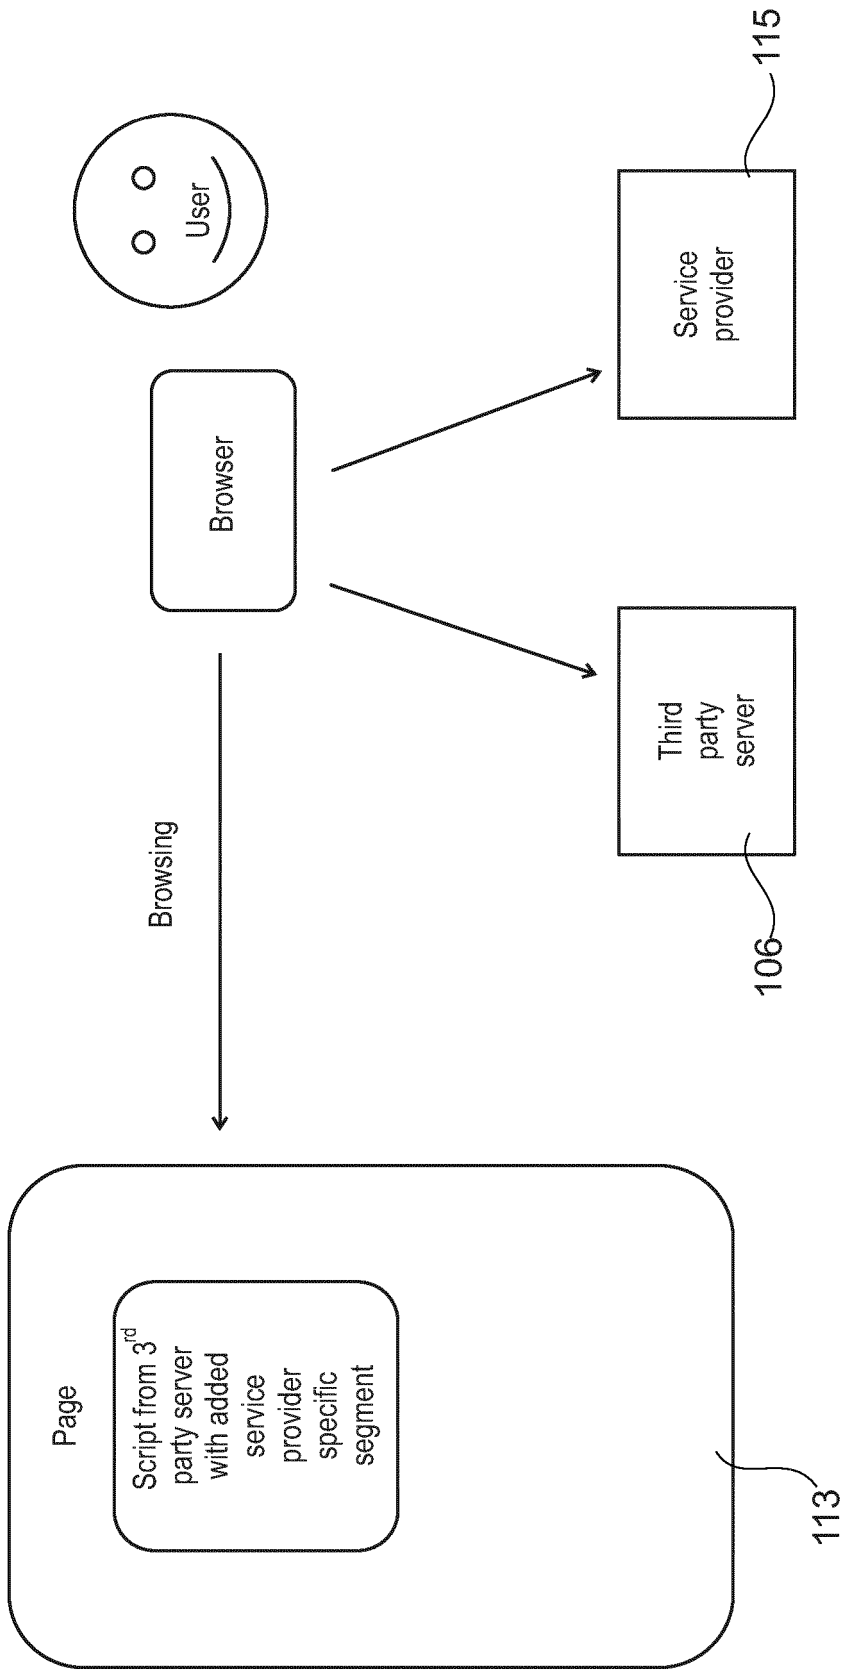 Page
Script from 3rd
party server
with added
service
provider
specific
segment
113
Browsing
Browser
User
Third
party
server
106
Service
provider
115